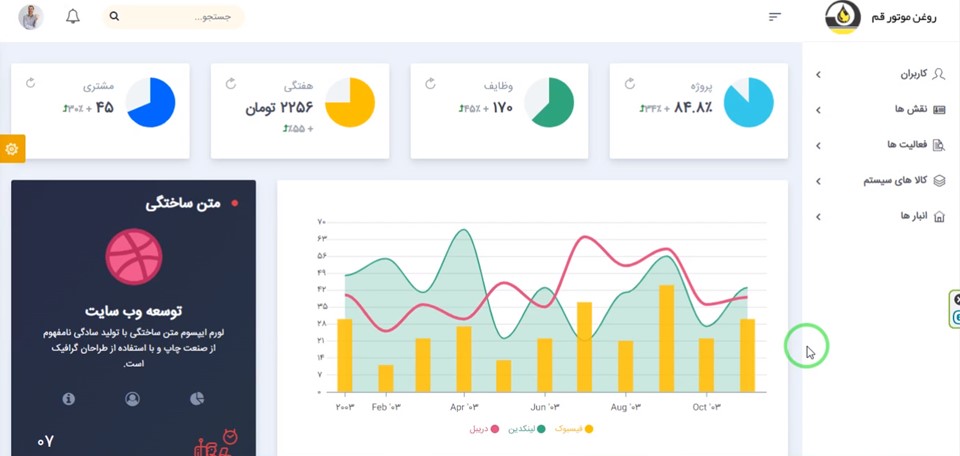 روغن موتور قم
جستجو...
کاربران
نقش ها
فعالیت ها
کالا های سیستم
انبار ها
پروژه
۸۴.۸٪ + ۳۴٪
وظایف
۱۷۰ + ۴۵٪
هفتگی
۲۲۵۶ تومان
+ ۵۵٪
مشتری
۴۵ + ۳۰٪
متن ساختگی
توسعه وب سایت
لورم ایپسوم متن ساختگی با تولید سادگی نامفهوم
از صنعت چاپ و با استفاده از طراحان گرافیک
است.
۰۷
۷۰
۶۳
۵۶
۴۹
۴۲
۳۵
۲۸
۲۱
۱۴
۷
۰
۲۰۰۳ Feb '۰۳ Apr '۰۳ Jun '۰۳ Aug '۰۳ Oct '۰۳
فیسبوک لینکدین دریبل